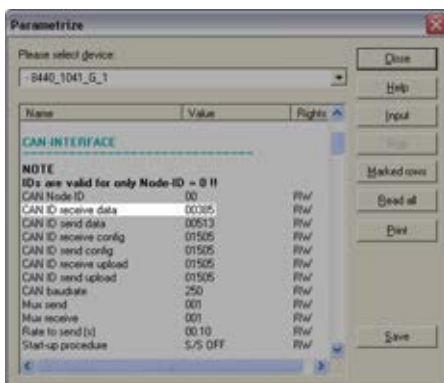 Parametrize
Please select device:
- 8440_1041_G_1
Close
Help
Input
Marked rows
Read all
Print
Save
Name Value Rights
CAN-INTERFACE
NOTE
IDs are valid for only Node-ID = 0 !!
CAN Node ID 00 RW
CAN ID receive data 00385 RW
CAN ID send data 00513 RW
CAN ID receive config 01505 RW
CAN ID send config 01505 RW
CAN ID receive upload 01505 RW
CAN ID send upload 01505 RW
CAN baudrate 250 RW
Mux send 001 RW
Mux receive 001 RW
Rate to send [s] 00.10 RW
Start-up procedure S/S OFF RW